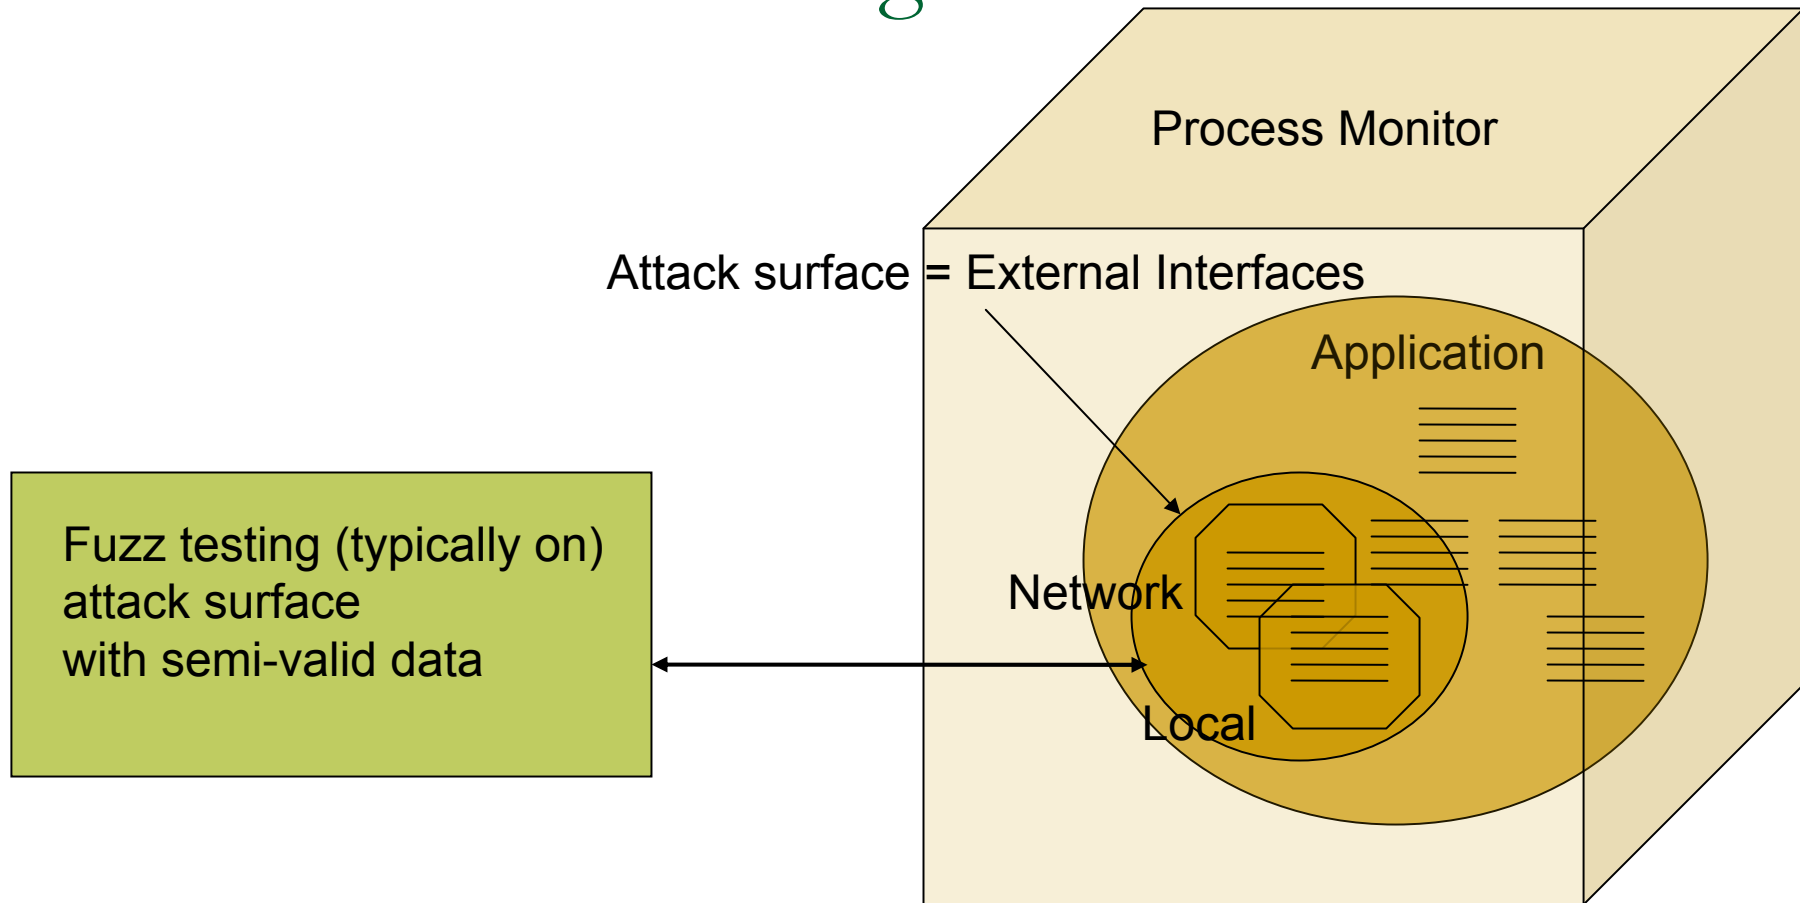 Process Monitor
Attack surface = External Interfaces
Application
Fuzz testing (typically on)
attack surface
with semi-valid data
Network
Local